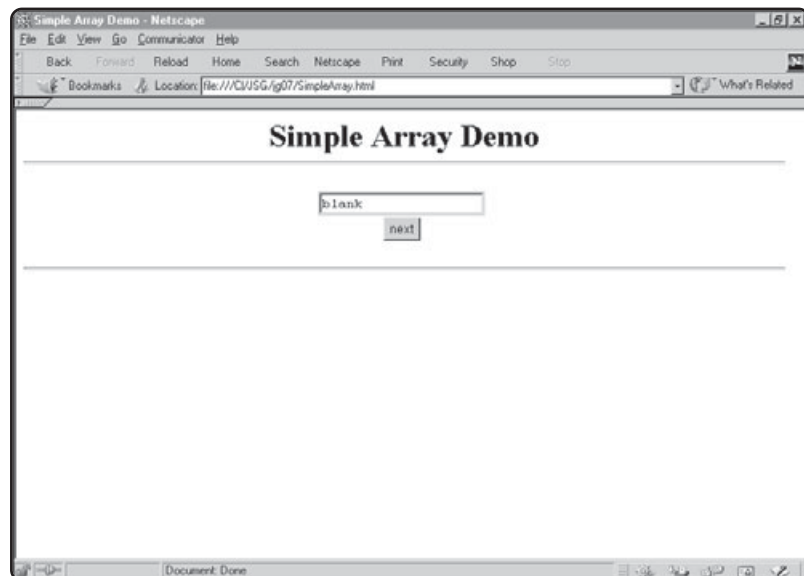 Simple Array Demo - Netscape
File Edit View Go Communicator Help
Back Forward Reload Home Search Netscape Print Security Shop Stop
Bookmarks Location: file:///C|/JSG/jg07/SimpleArray.html What's Related
Simple Array Demo
blank
next
Document: Done